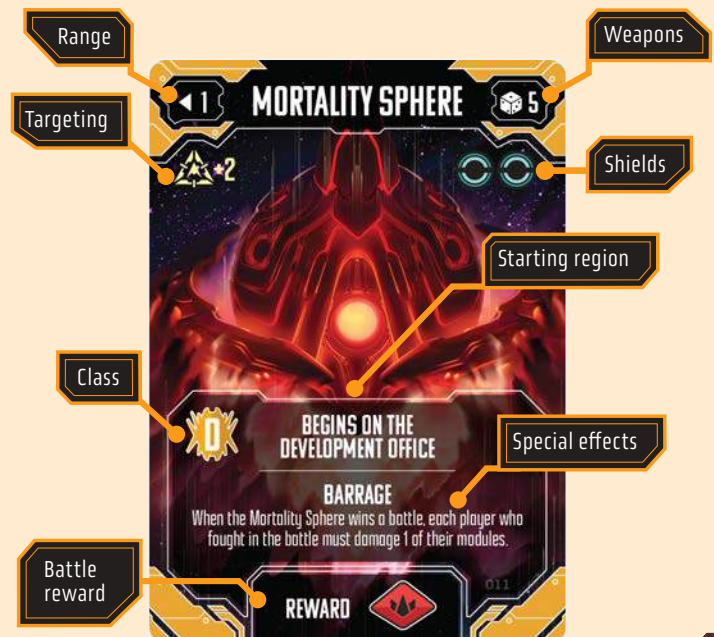 Range
Weapons
1
MORTALITY SPHERE
5
Targeting
+2
Shields
Starting region
Class
D
BEGINS ON THE
DEVELOPMENT OFFICE
Special effects
BARRAGE
When the Mortality Sphere wins a battle, each player who
fought in the battle must damage 1 of their modules.
Battle
reward
REWARD
011